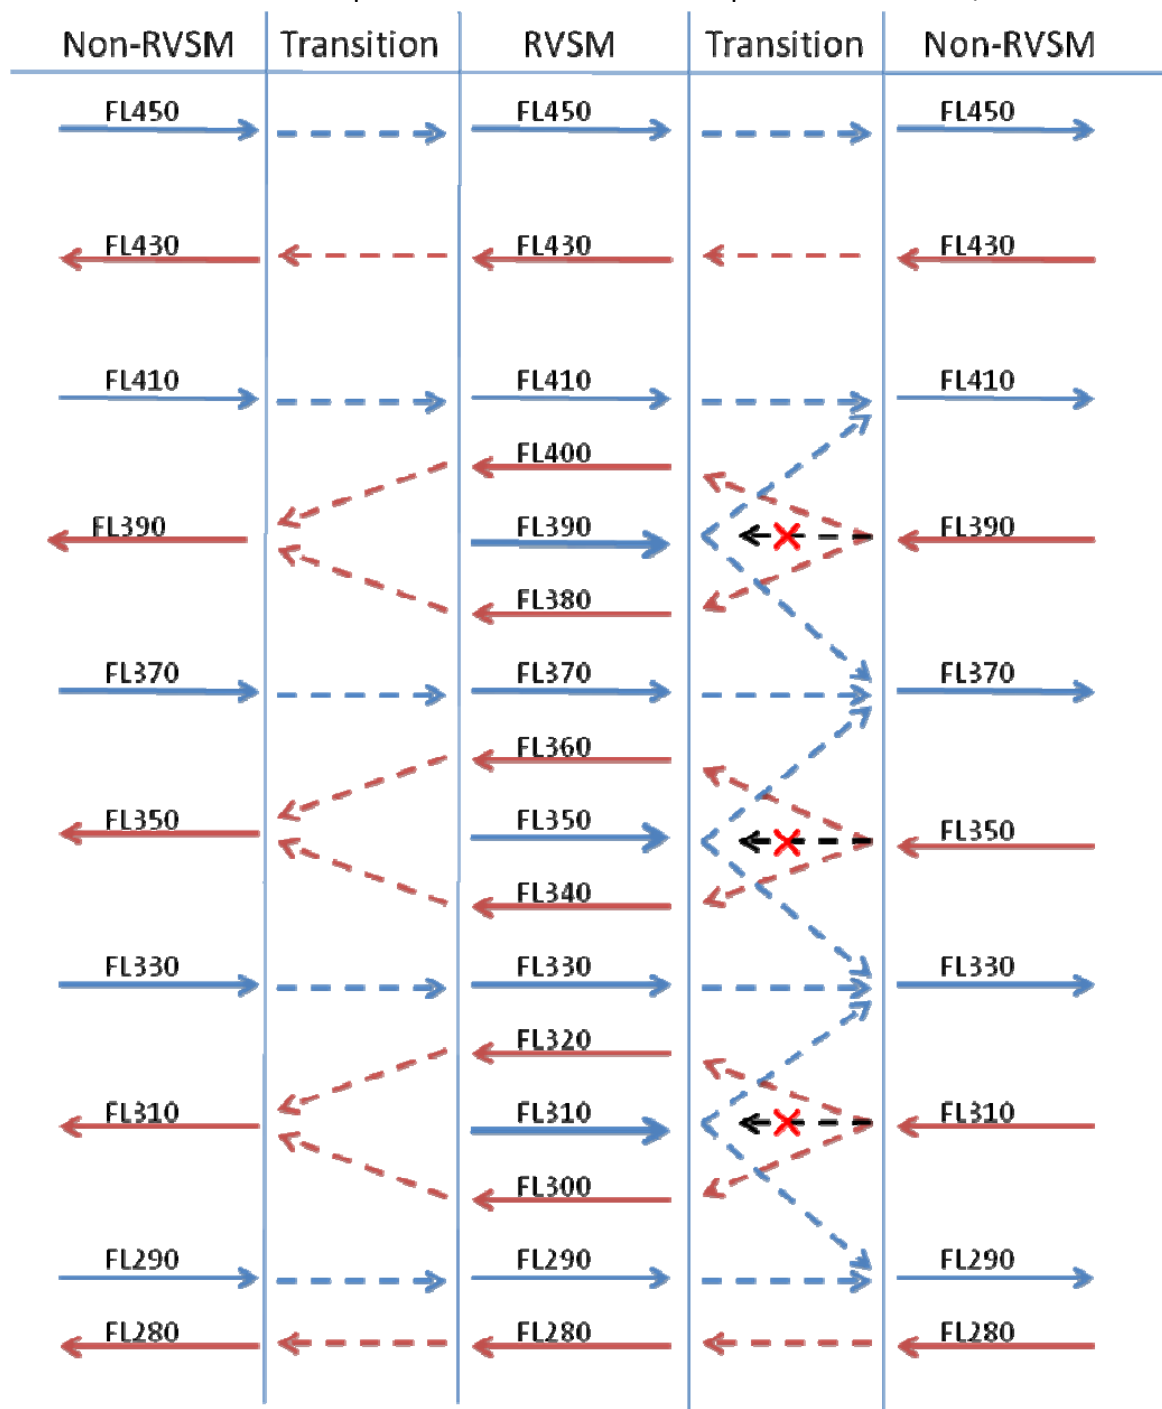 Non-RVSM Transition RVSM Transition Non-RVSM
FL450 FL450 FL450
FL430 FL430 FL430
FL410 FL410 FL410
FL400
FL390 FL390 FL390
FL380
FL370 FL370 FL370
FL360
FL350 FL350 FL350
FL340
FL330 FL330 FL330
FL320
FL310 FL310 FL310
FL300
FL290 FL290 FL290
FL280 FL280 FL280